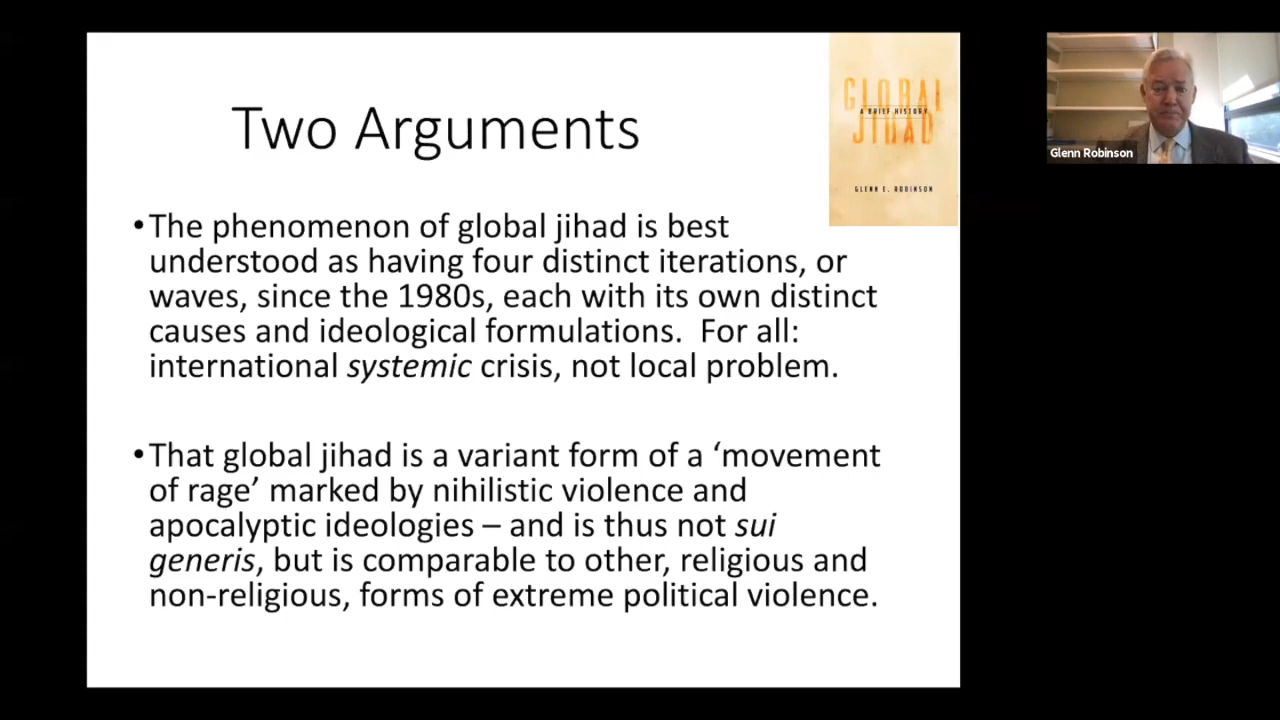 Two Arguments
GLOBAL
A BRIEF HISTORY
JIHAD
GLENN E. ROBINSON
•The phenomenon of global jihad is best
understood as having four distinct iterations, or
waves, since the 1980s, each with its own distinct
causes and ideological formulations.  For all:
international systemic crisis, not local problem.
•That global jihad is a variant form of a ‘movement
of rage’ marked by nihilistic violence and
apocalyptic ideologies – and is thus not sui
generis, but is comparable to other, religious and
non-religious, forms of extreme political violence.
Glenn Robinson